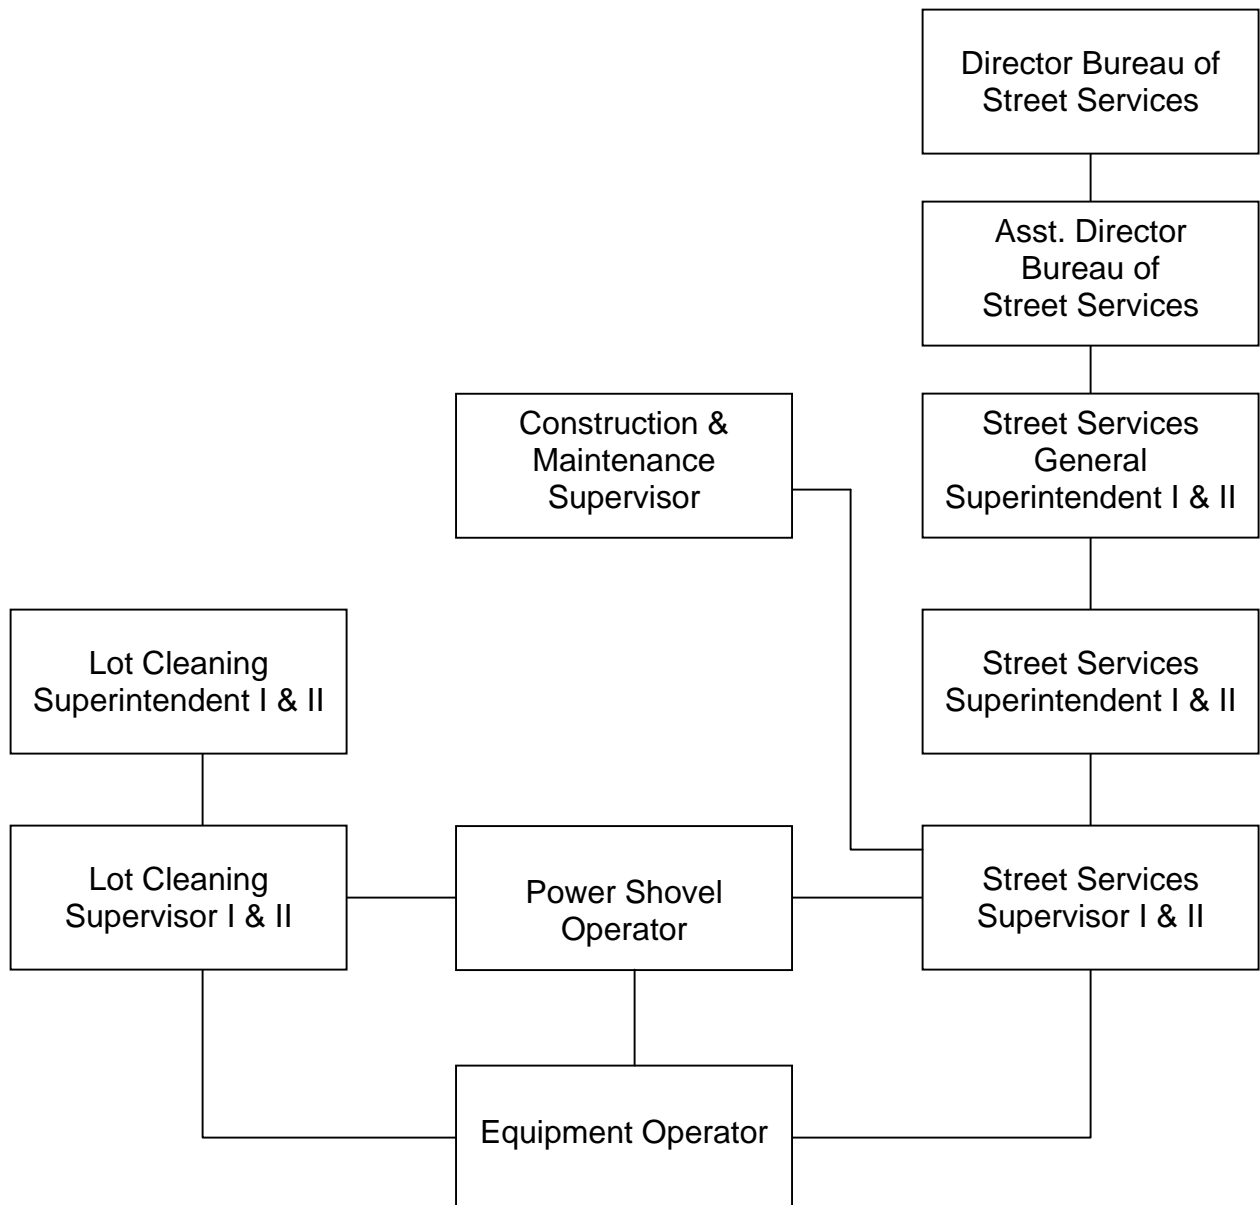 Director Bureau of
Street Services
Asst. Director
Bureau of
Street Services
Construction &
Maintenance
Supervisor
Street Services
General
Superintendent I & II
Lot Cleaning
Superintendent I & II
Street Services
Superintendent I & II
Lot Cleaning
Supervisor I & II
Power Shovel
Operator
Street Services
Supervisor I & II
Equipment Operator